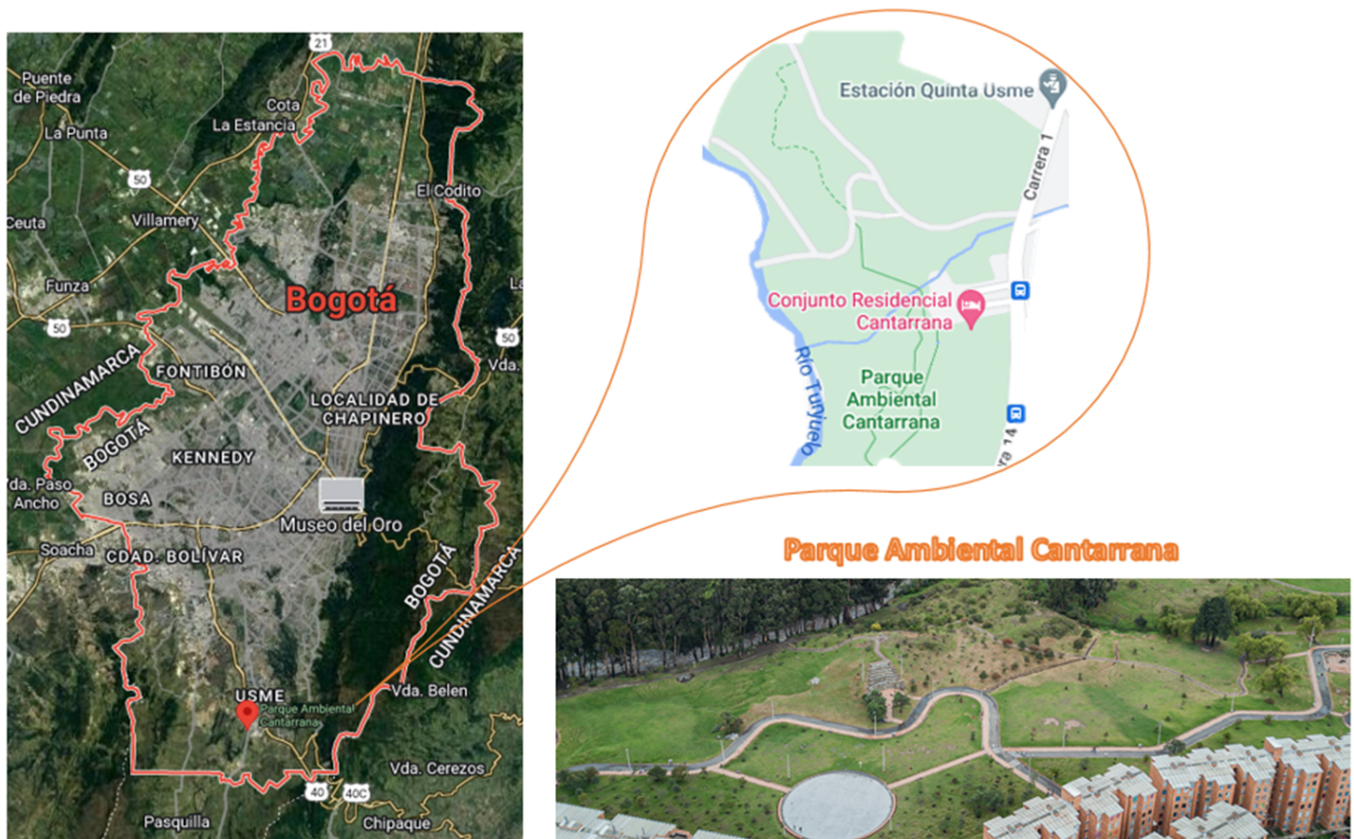 21
Puente
de Piedra
Cota
La Estancia
La Punta
50
El Codito
Ceuta
Villamery
Bogotá
Funza
50
50
Vda.
CUNDINAMARCA
BOGOTÁ
FONTIBÓN
LOCALIDAD DE
CHAPINERO
KENNEDY
da. Paso
Ancho
BOSA
Museo del Oro
Soacha
CDAD. BOLÍVAR
BOGOTÁ
CUNDINAMARCA
USME
Parque Ambiental
Cantarrana
Vda. Belen
Vda. Cerezos
40
40C
Pasquilla
Chipaque
Estación Quinta Usme
Carrera 1
Conjunto Residencial
Cantarrana
Río Tunjuelo
Parque
Ambiental
Cantarrana
ra 14
Parque Ambiental Cantarrana